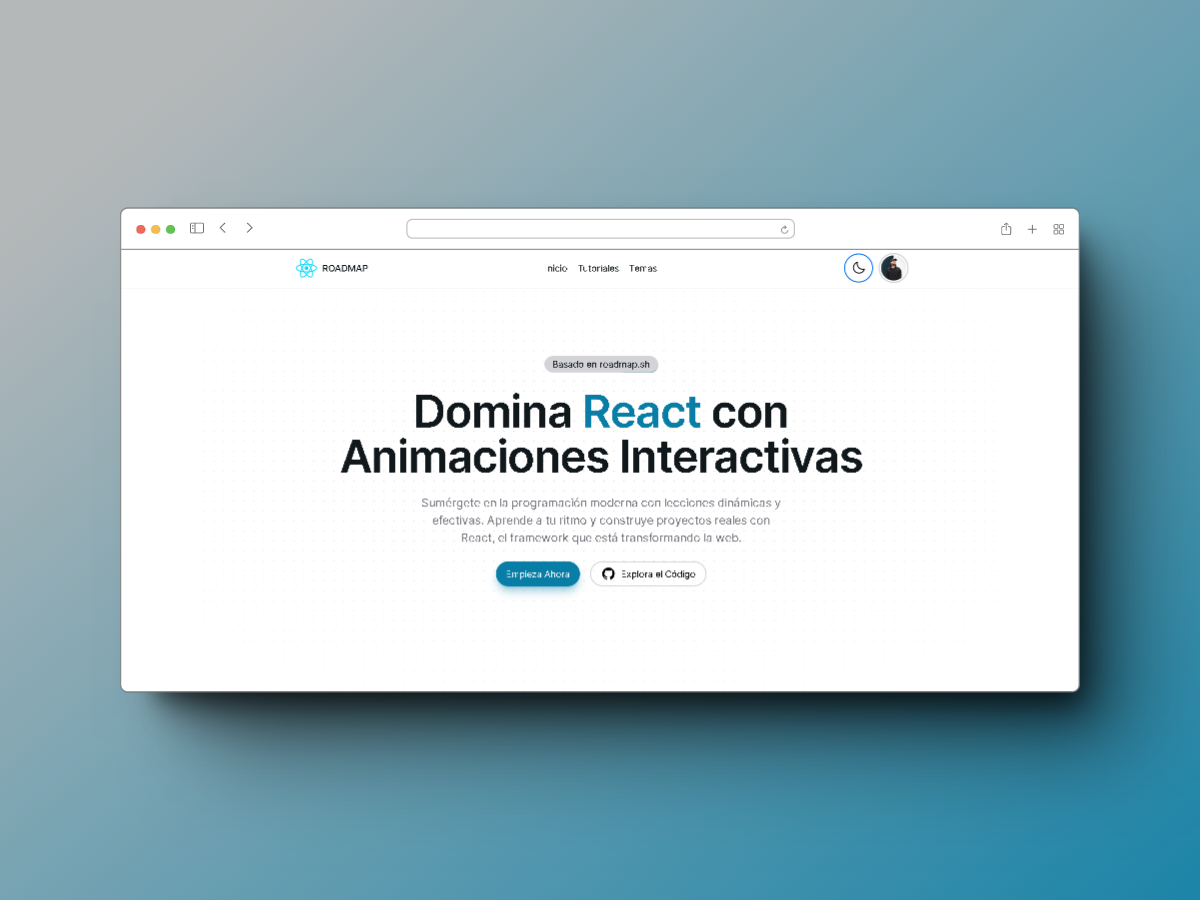 ROADMAP
Inicio Tutoriales Temas
Basado en roadmap.sh
Domina React con
Animaciones Interactivas
Sumérgete en la programación moderna con lecciones dinámicas y
efectivas. Aprende a tu ritmo y construye proyectos reales con
React, el framework que está transformando la web.
Empieza Ahora
Explora el Código